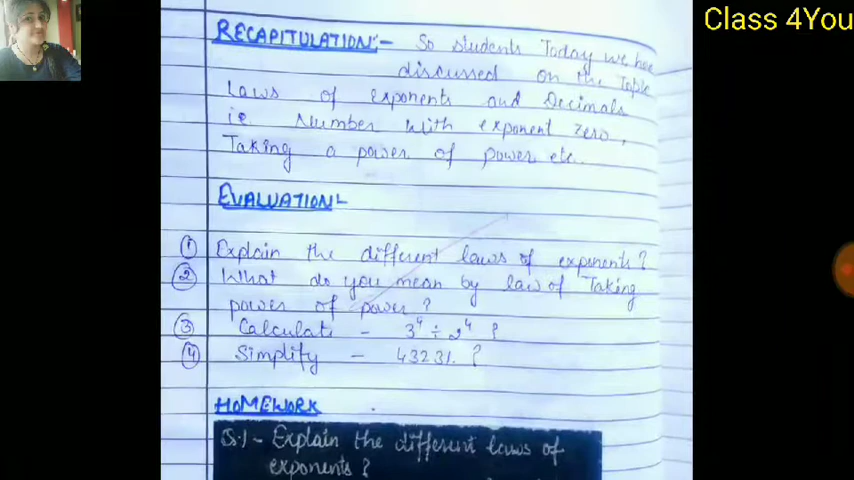 Class 4You
RECAPITULATION:- So students Today we have
discussed on the Topic
Laws of exponents and Decimals
i.e. Number with exponent zero,
Taking a power of power etc.
EVALUATION:-
① Explain the different laws of exponents?
② What do you mean by law of Taking
power of power?
③ Calculate - 3⁴ ÷ 2⁴ ?
④ Simplify - 43231. ?
HOMEWORK
Q.1 - Explain the different laws of
exponents?